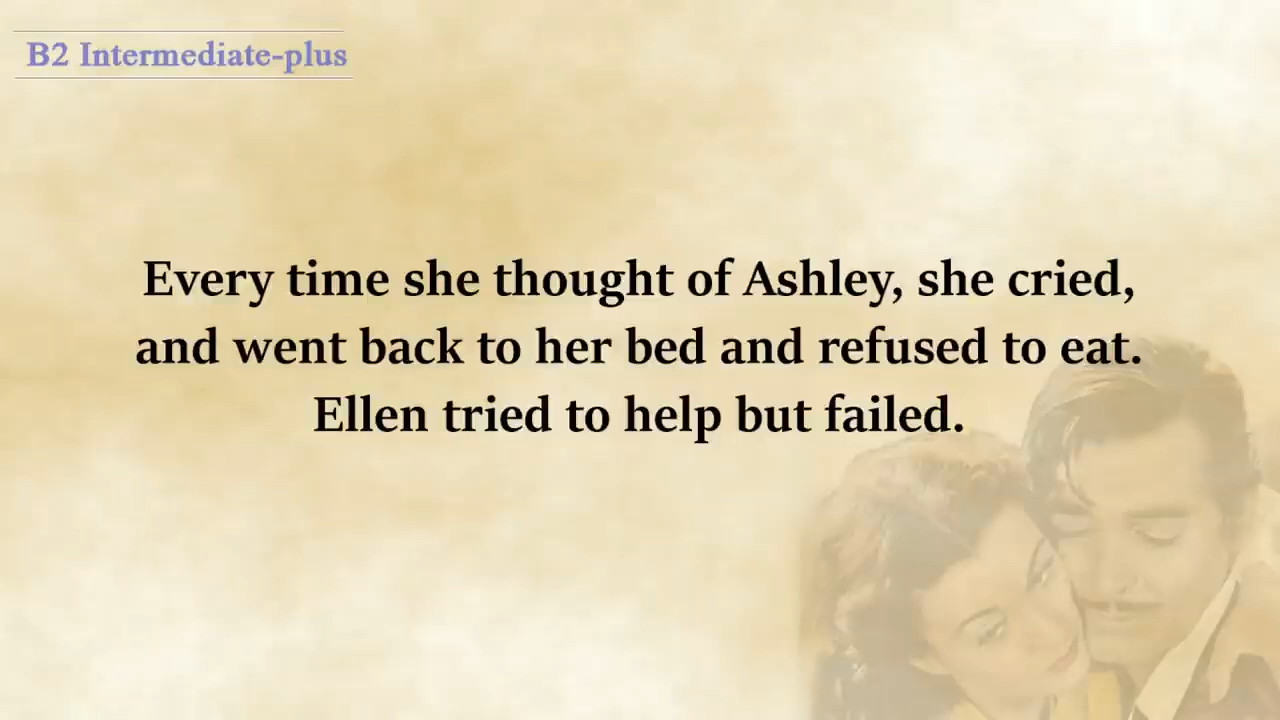 B2 Intermediate-plus
Every time she thought of Ashley, she cried,
and went back to her bed and refused to eat.
Ellen tried to help but failed.